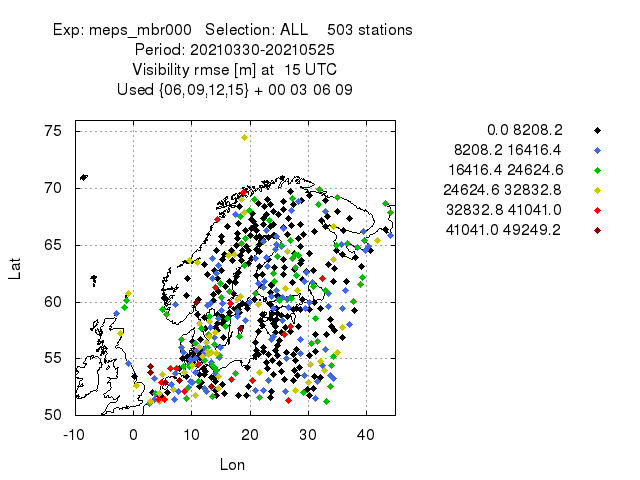 Exp: meps_mbr000 Selection: ALL 503 stations
Period: 20210330-20210525
Visibility rmse [m] at 15 UTC
Used {06,09,12,15} + 00 03 06 09
0.0 8208.2
8208.2 16416.4
16416.4 24624.6
24624.6 32832.8
32832.8 41041.0
41041.0 49249.2
75
70
65
60
55
50
Lat
-10 0 10 20 30 40
Lon